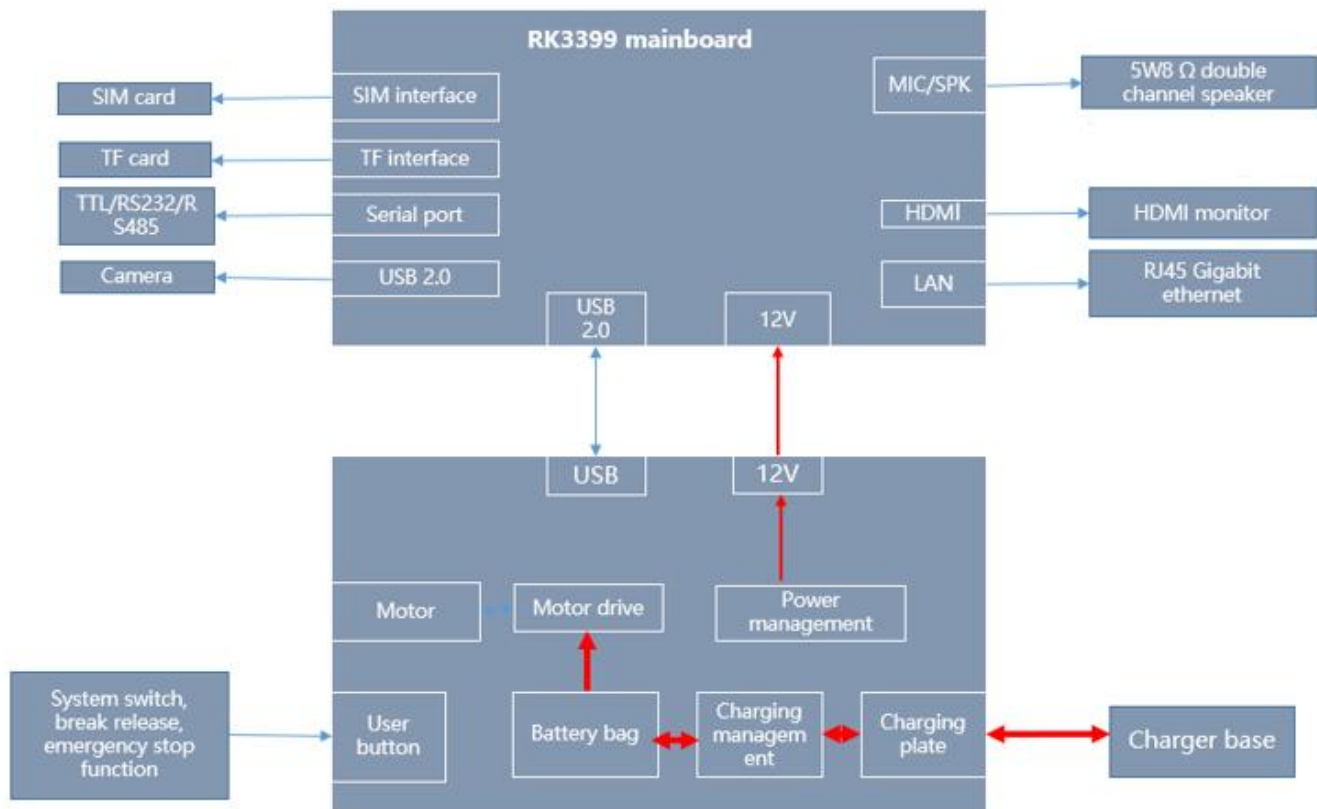 RK3399 mainboard
SIM card
SIM interface
MIC/SPK
5W8 Ω double
channel speaker
TF card
TF interface
TTL/RS232/R
S485
Serial port
HDMI
HDMI monitor
Camera
USB 2.0
LAN
RJ45 Gigabit
ethernet
USB
2.0
12V
USB
12V
Motor
Motor drive
Power
management
System switch,
break release,
emergency stop
function
User
button
Battery bag
Charging
managem
ent
Charging
plate
Charger base